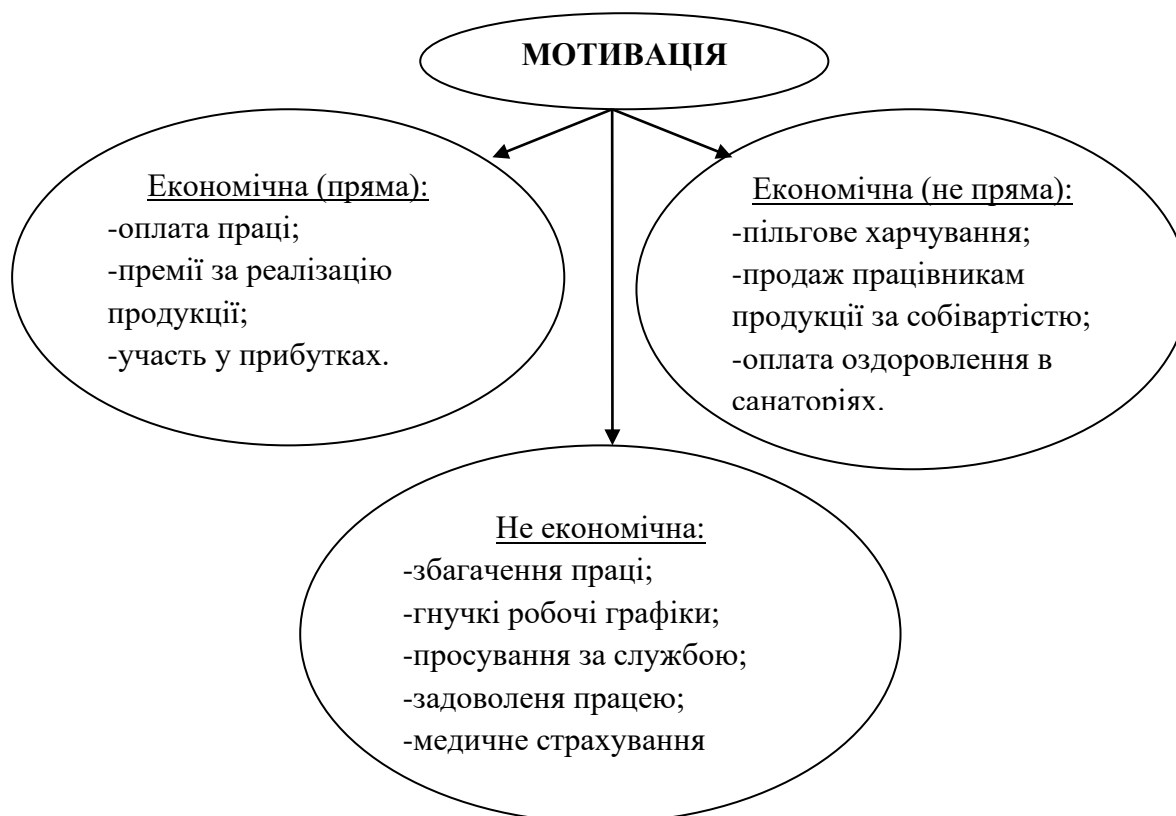 МОТИВАЦІЯ
Економічна (пряма):
-оплата праці;
-премії за реалізацію
продукції;
-участь у прибутках.
Економічна (не пряма):
-пільгове харчування;
-продаж працівникам
продукції за собівартістю;
-оплата оздоровлення в
санаторіях.
Не економічна:
-збагачення праці;
-гнучкі робочі графіки;
-просування за службою;
-задоволеня працею;
-медичне страхування